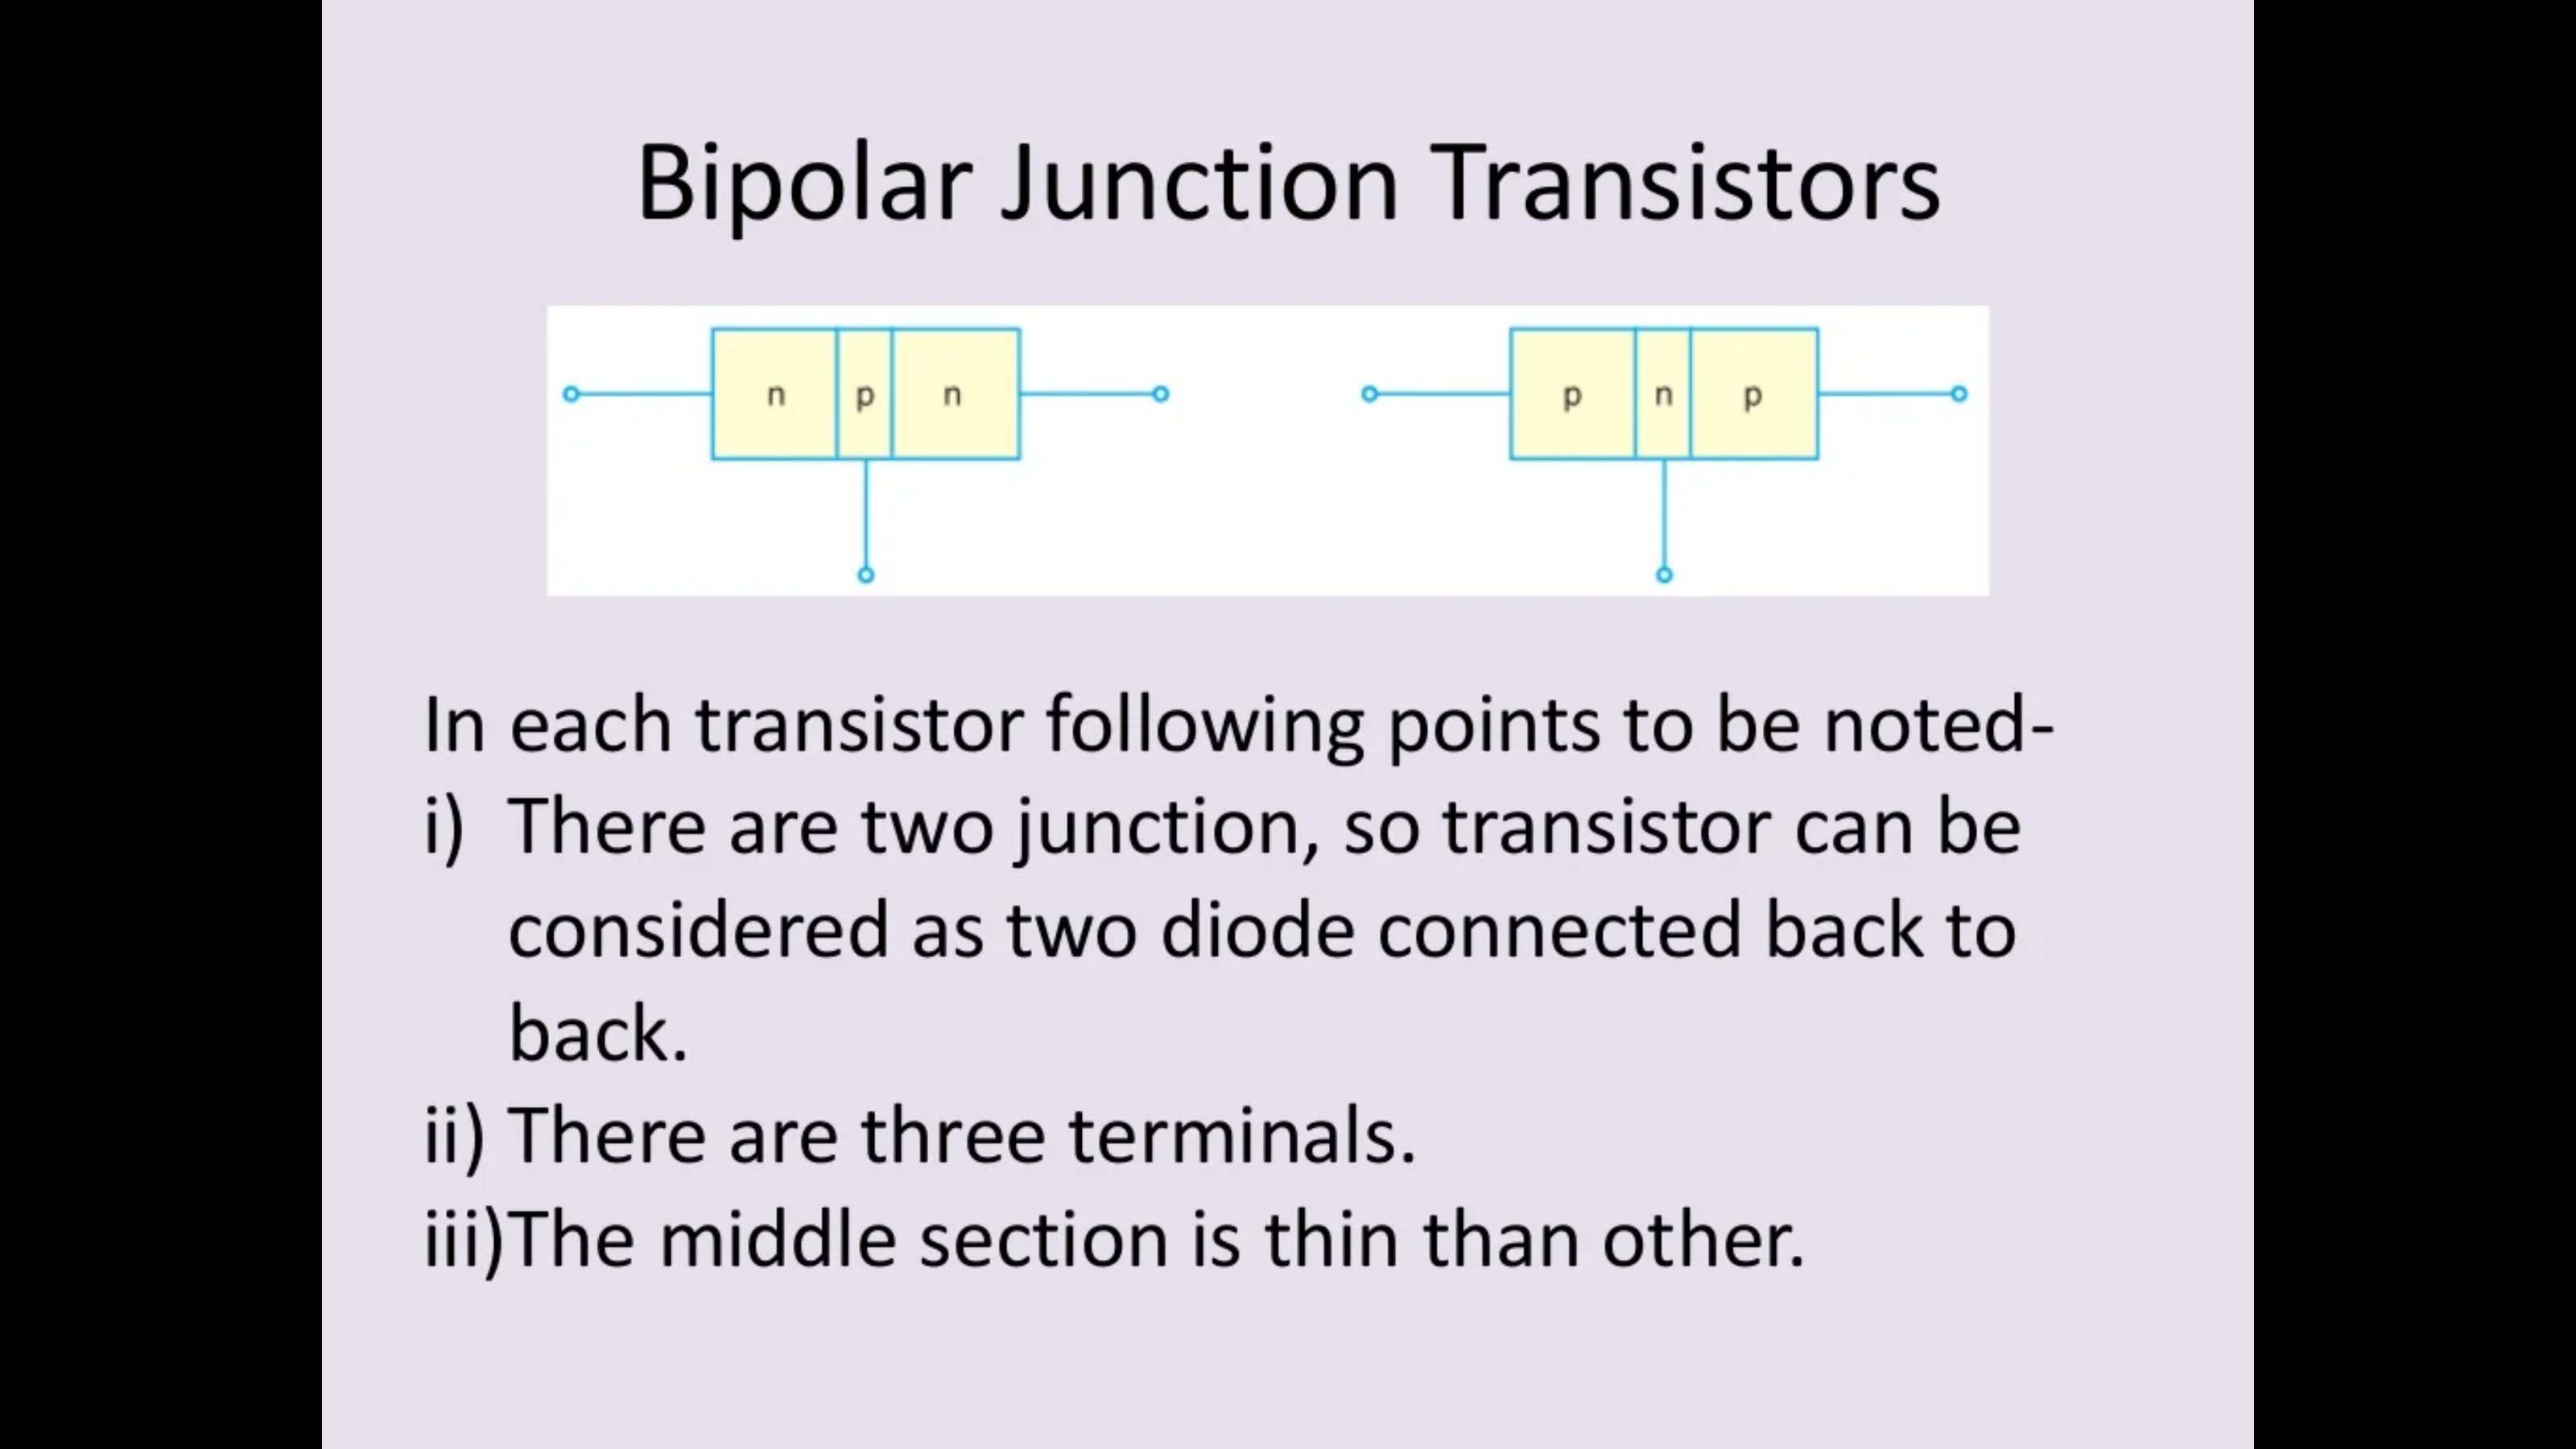 Bipolar Junction Transistors
n p n
p n p
In each transistor following points to be noted-
i) There are two junction, so transistor can be
considered as two diode connected back to
back.
ii) There are three terminals.
iii)The middle section is thin than other.